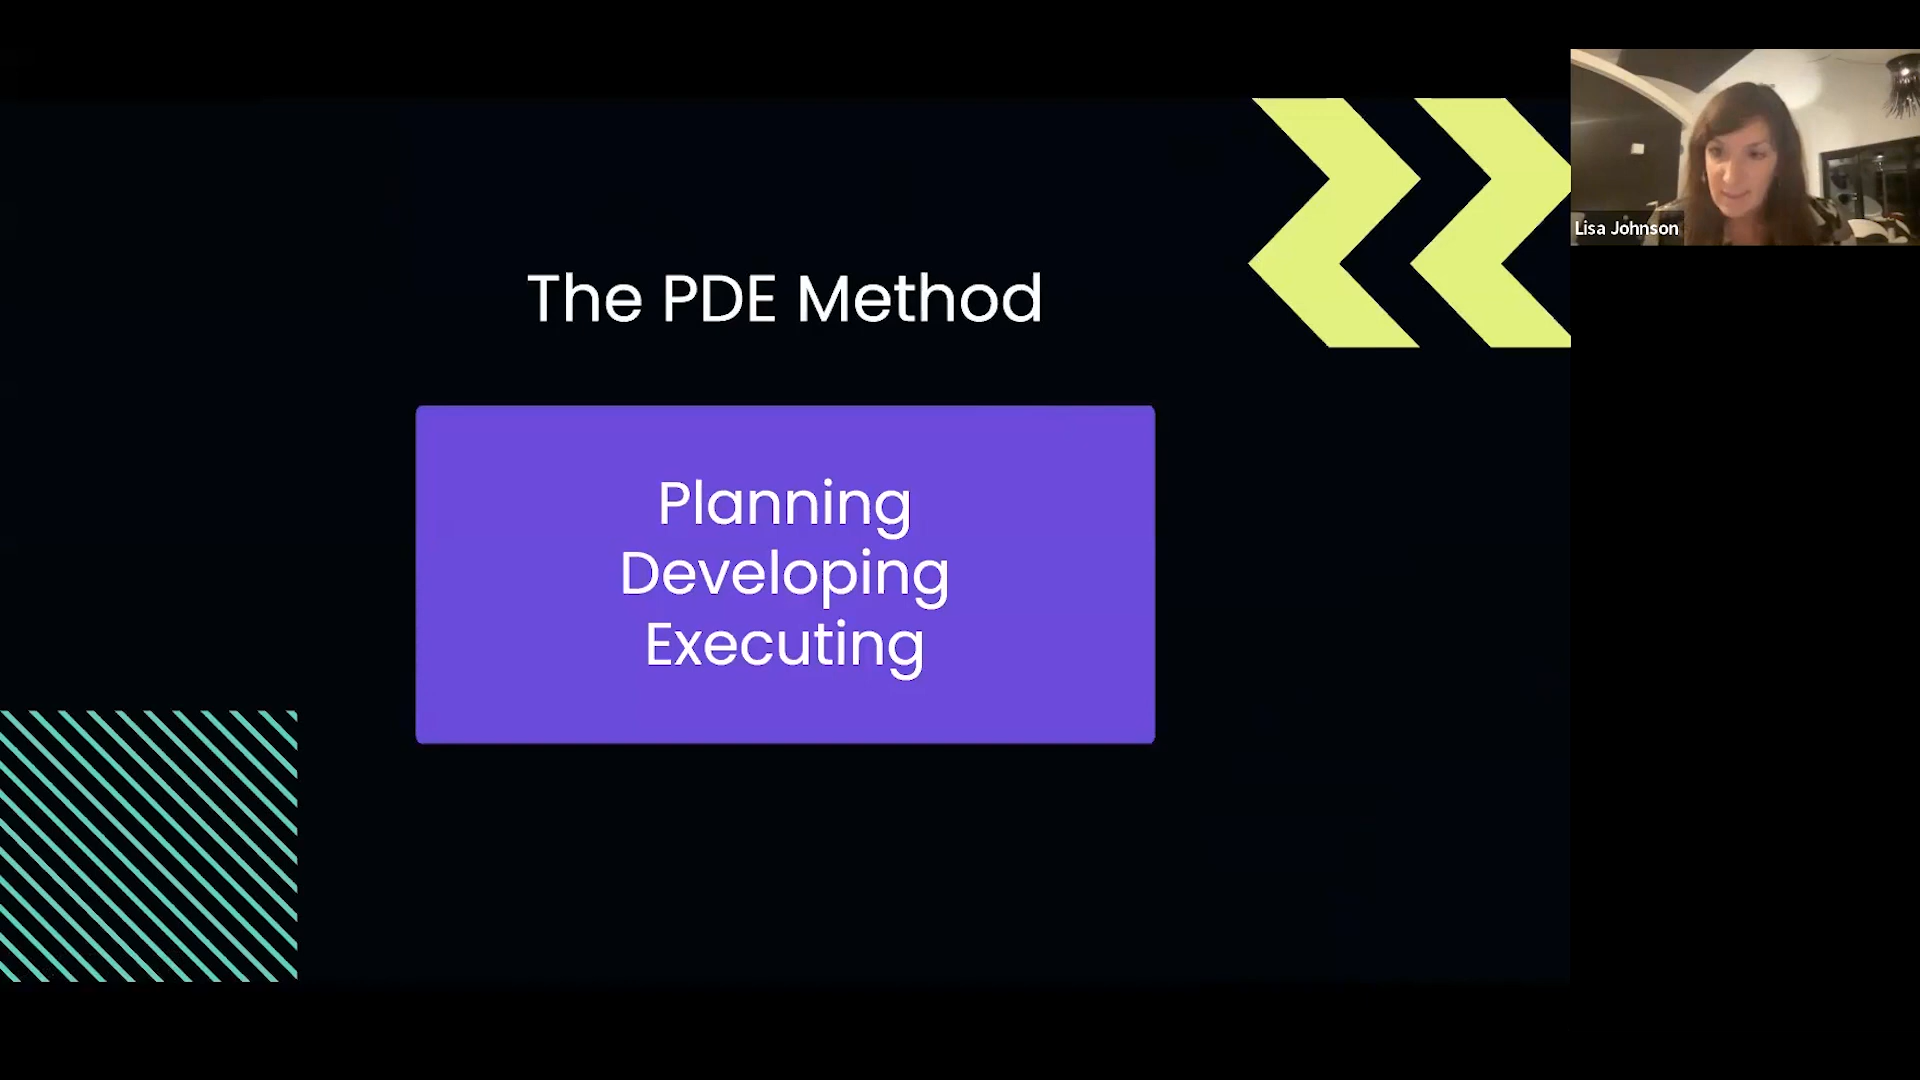 The PDE Method
Planning
Developing
Executing
Lisa Johnson